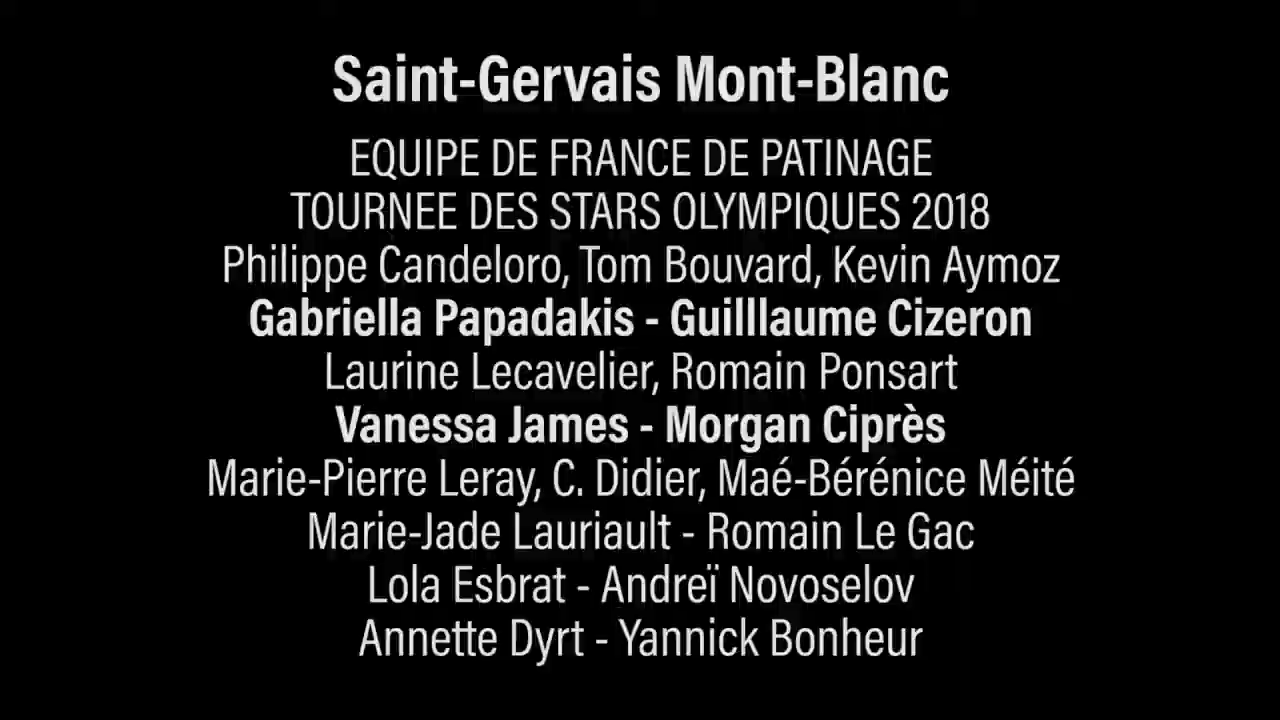 Saint-Gervais Mont-Blanc
EQUIPE DE FRANCE DE PATINAGE
TOURNEE DES STARS OLYMPIQUES 2018
Philippe Candeloro, Tom Bouvard, Kevin Aymoz
Gabriella Papadakis - Guilllaume Cizeron
Laurine Lecavelier, Romain Ponsart
Vanessa James - Morgan Ciprès
Marie-Pierre Leray, C. Didier, Maé-Bérénice Méité
Marie-Jade Lauriault - Romain Le Gac
Lola Esbrat - Andreï Novoselov
Annette Dyrt - Yannick Bonheur